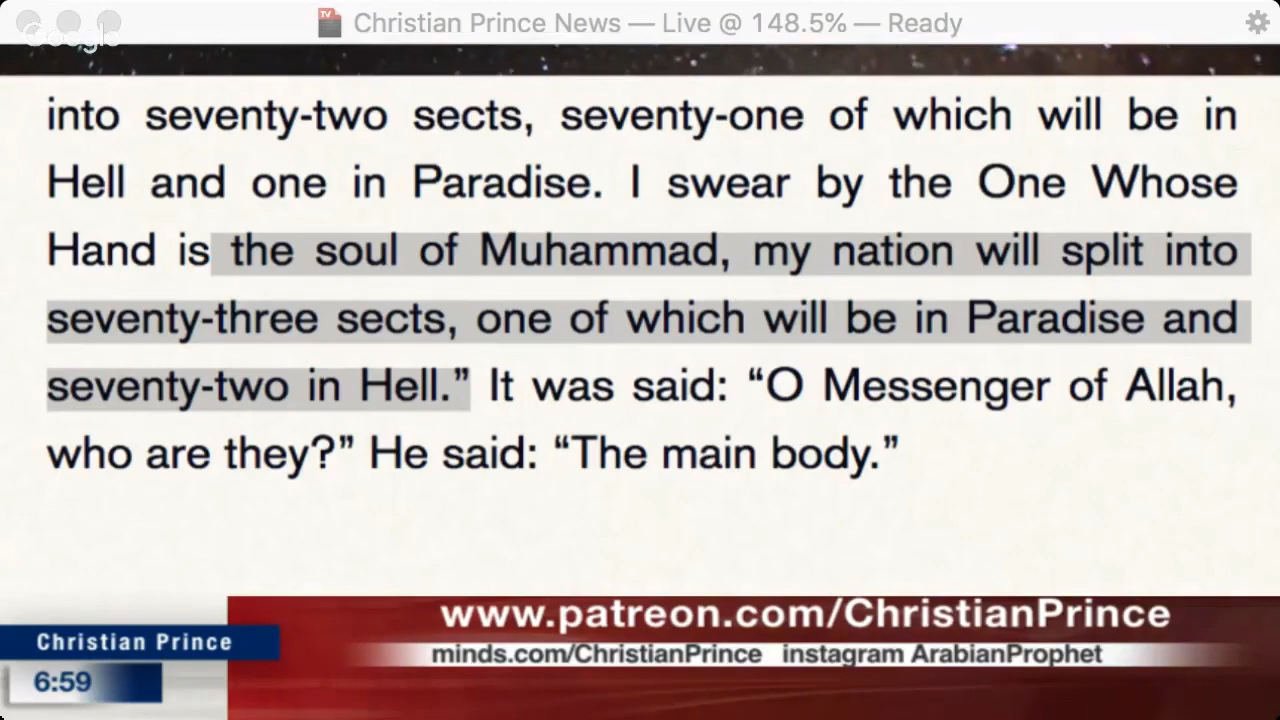 Christian Prince News — Live @ 148.5% — Ready
TV
Google
into seventy-two sects, seventy-one of which will be in
Hell and one in Paradise. I swear by the One Whose
Hand is the soul of Muhammad, my nation will split into
seventy-three sects, one of which will be in Paradise and
seventy-two in Hell.” It was said: “O Messenger of Allah,
who are they?” He said: “The main body.”
www.patreon.com/ChristianPrince
Christian Prince
minds.com/ChristianPrince instagram ArabianProphet
6:59